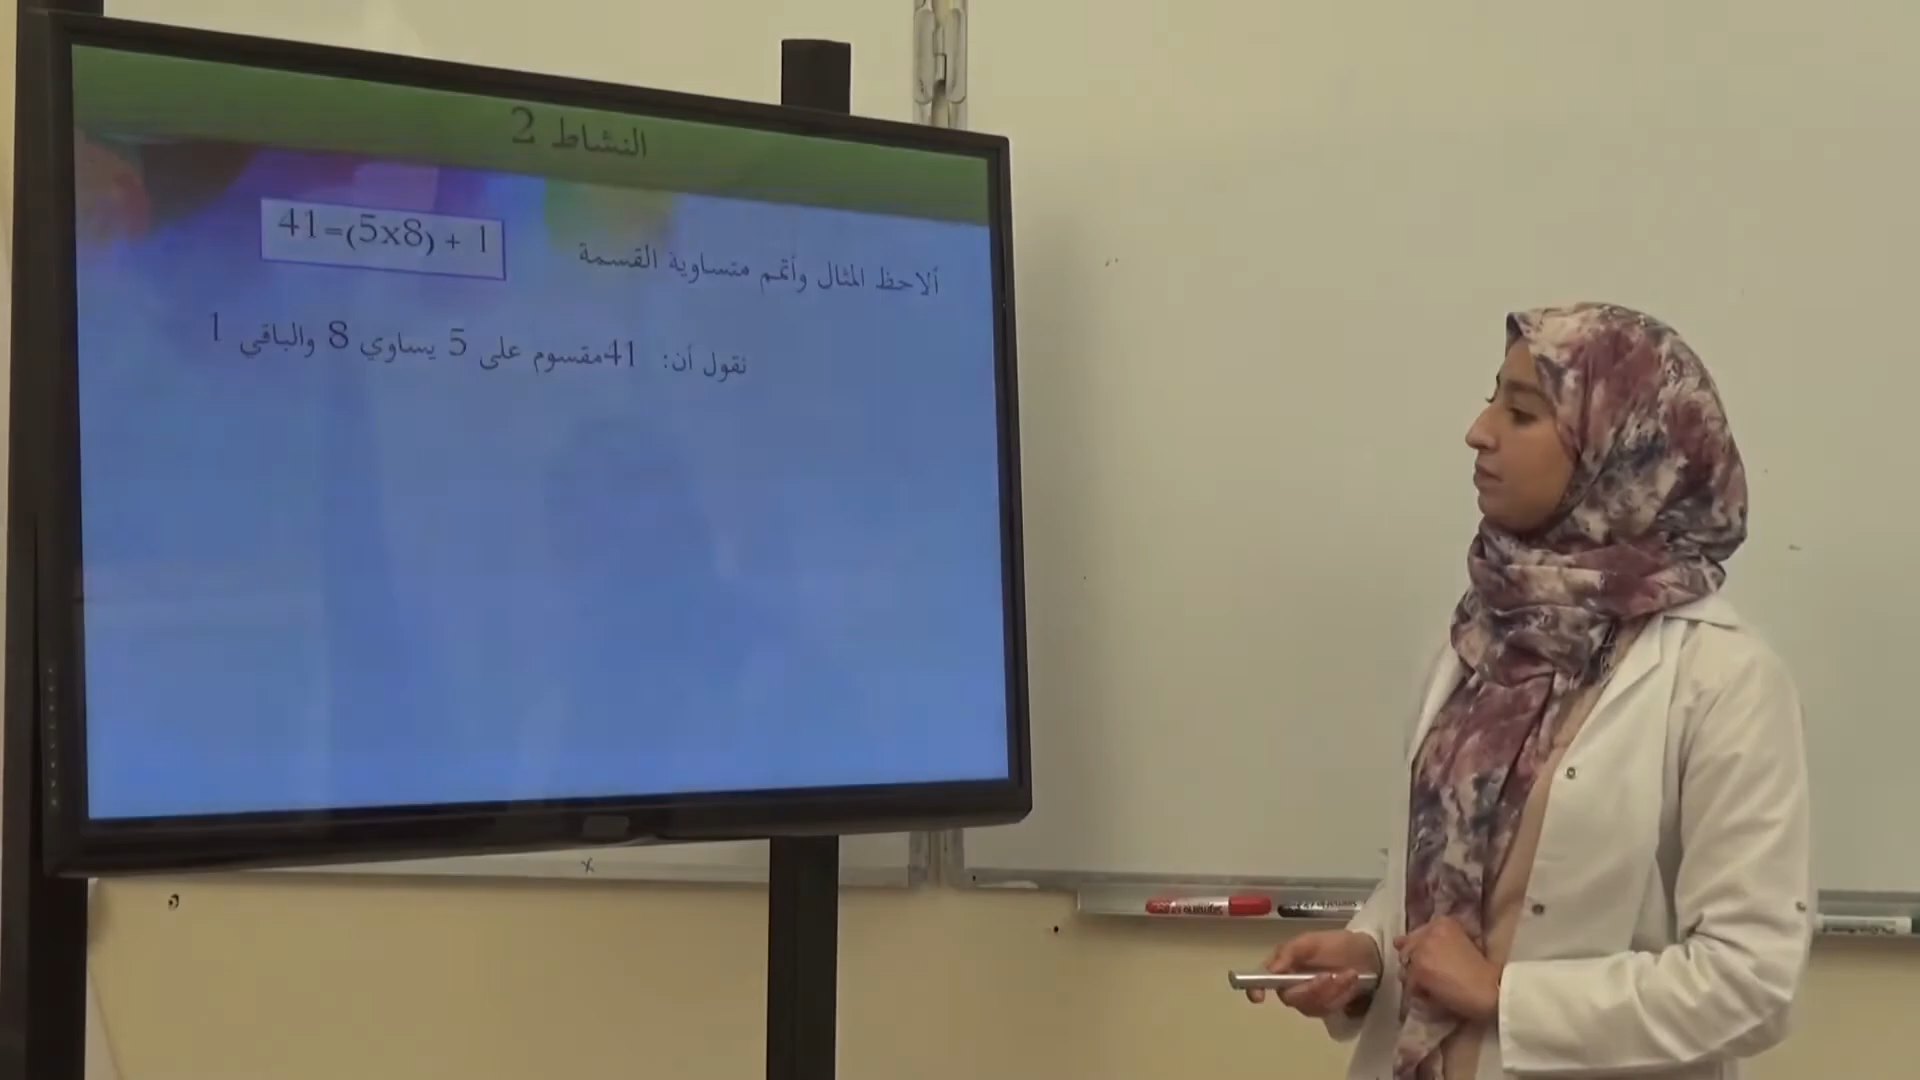 النشاط 2
ألاحظ المثال وأتمم متساوية القسمة
41=(5x8) + 1
نقول أن: 41مقسوم على 5 يساوي 8 والباقي 1